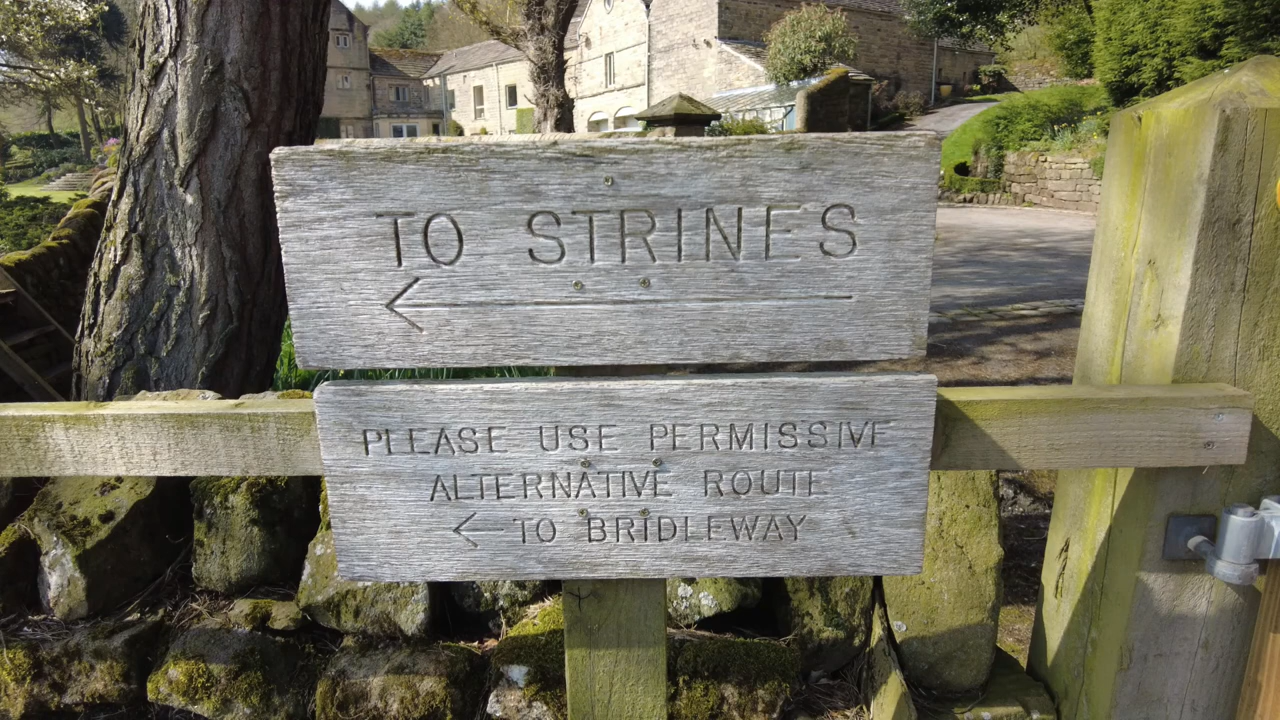 TO STRINES
←
PLEASE USE PERMISSIVE
ALTERNATIVE ROUTE
← TO BRIDLEWAY